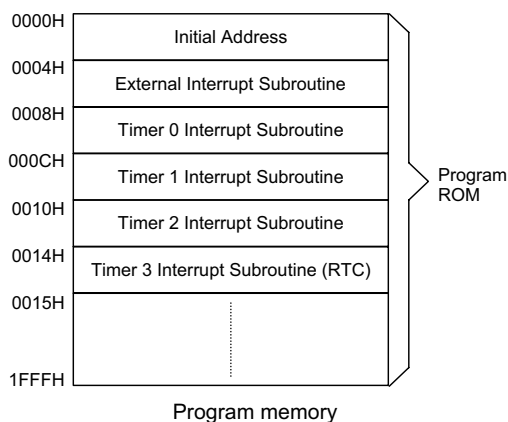 0000H
Initial Address
0004H
External Interrupt Subroutine
0008H
Timer 0 Interrupt Subroutine
000CH
Timer 1 Interrupt Subroutine
Program
ROM
0010H
Timer 2 Interrupt Subroutine
0014H
Timer 3 Interrupt Subroutine (RTC)
0015H
1FFFH
Program memory